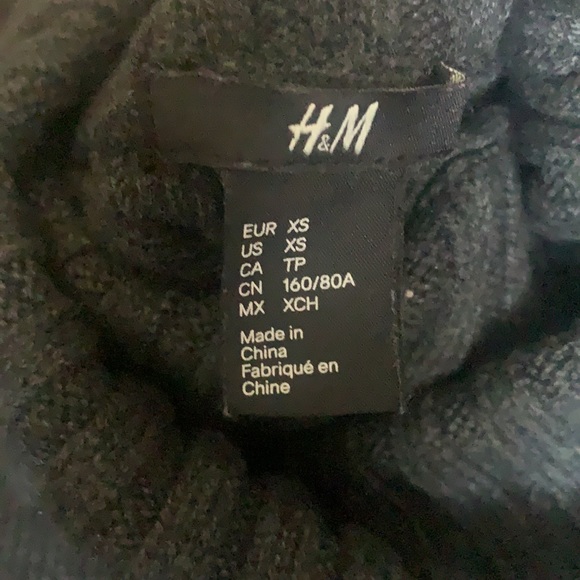 H&M
EUR XS
US XS
CA TP
CN 160/80A
MX XCH
Made in
China
Fabriqué en
Chine